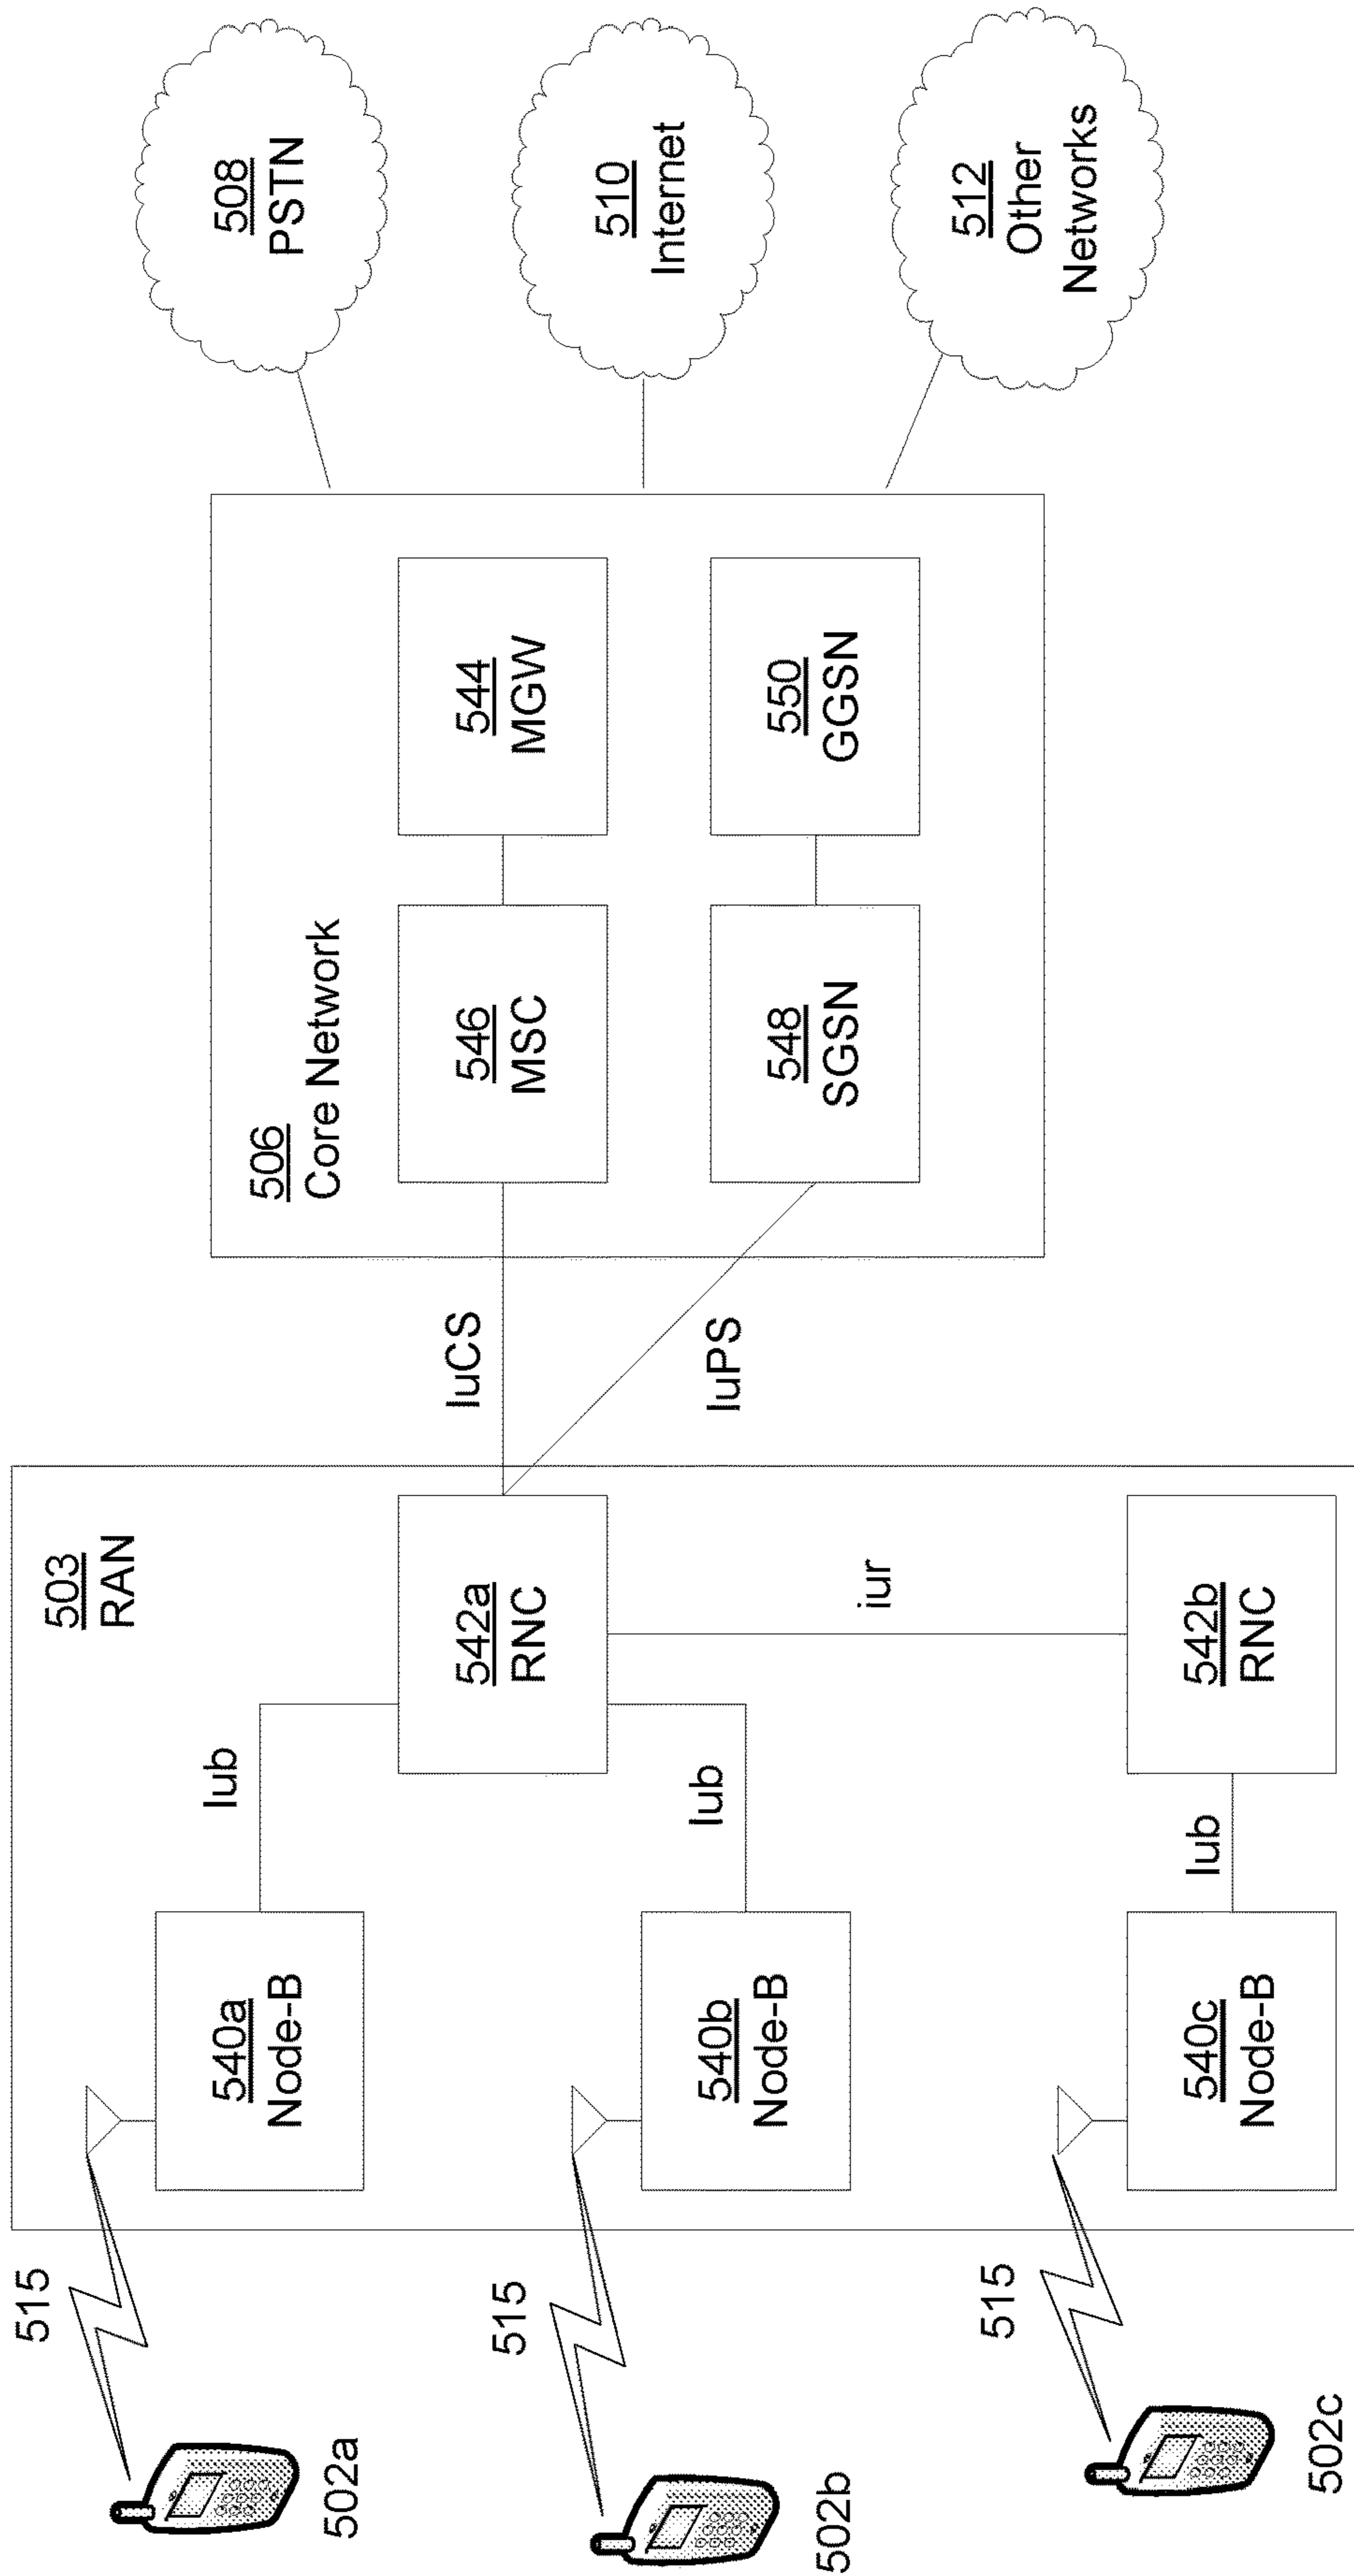 515
502a
515
502b
515
502c
503
RAN
540a
Node-B
Iub
540b
Node-B
Iub
540c
Node-B
Iub
542a
RNC
iur
542b
RNC
IuCS
IuPS
506
Core Network
546
MSC
544
MGW
548
SGSN
550
GGSN
508
PSTN
510
Internet
512
Other
Networks